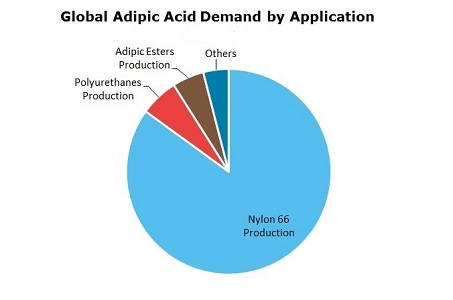 Global Adipic Acid Demand by Application
Adipic Esters
Production
Others
Polyurethanes
Production
Nylon 66
Production